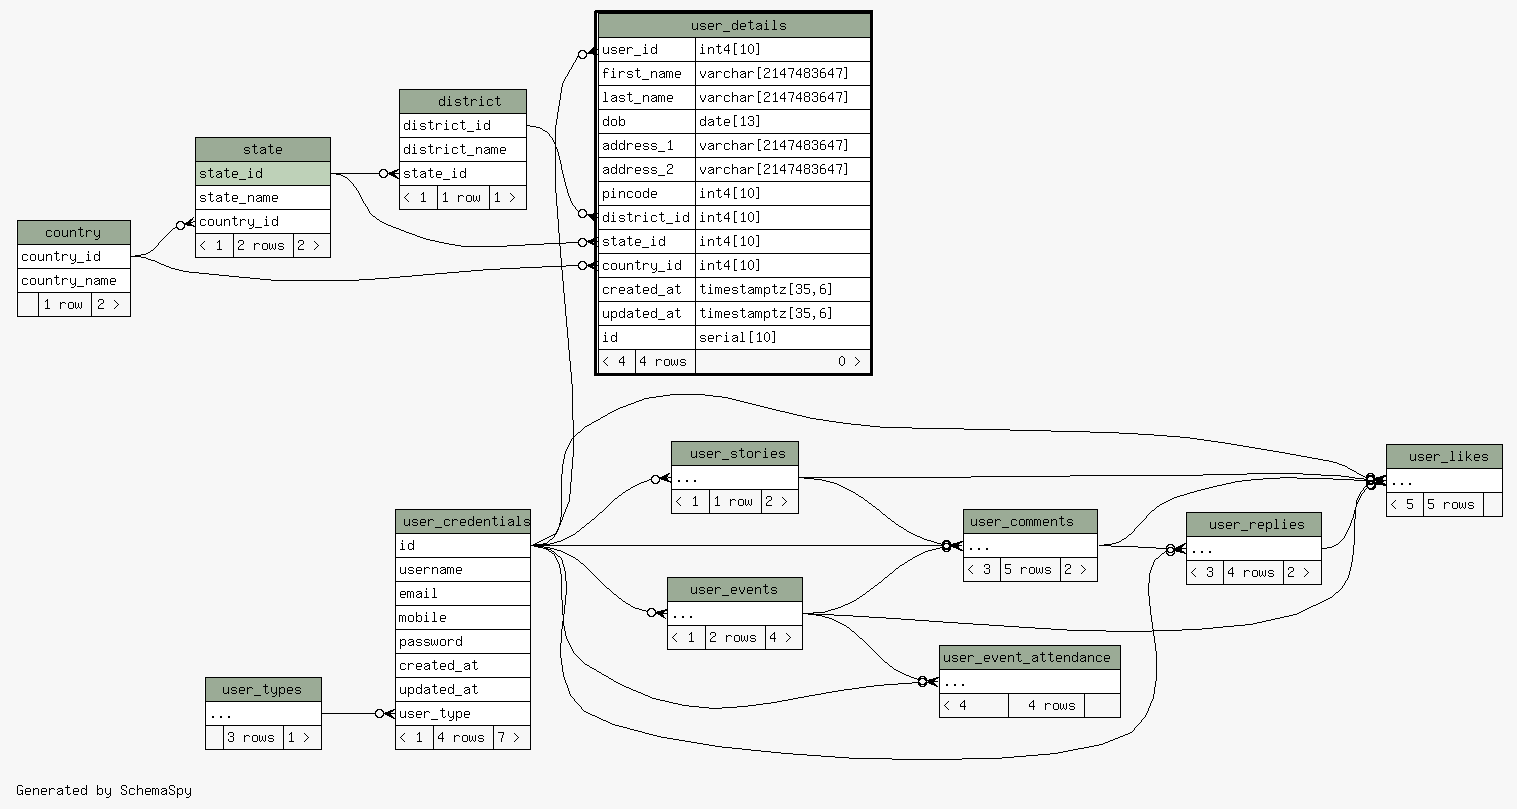 user_details
user_id int4[10]
first_name varchar[2147483647]
last_name varchar[2147483647]
dob date[13]
address_1 varchar[2147483647]
address_2 varchar[2147483647]
pincode int4[10]
district_id int4[10]
state_id int4[10]
country_id int4[10]
created_at timestamptz[35,6]
updated_at timestamptz[35,6]
id serial[10]
< 4 4 rows 0 >
district
district_id
district_name
state_id
< 1 1 row 1 >
state
state_id
state_name
country_id
< 1 2 rows 2 >
country
country_id
country_name
1 row 2 >
user_stories
...
< 1 1 row 2 >
user_likes
...
< 5 5 rows
user_credentials
id
username
email
mobile
password
created_at
updated_at
user_type
< 1 4 rows 7 >
user_comments
...
< 3 5 rows 2 >
user_replies
...
< 3 4 rows 2 >
user_events
...
< 1 2 rows 4 >
user_event_attendance
...
< 4 4 rows
user_types
...
3 rows 1 >
Generated by SchemaSpy